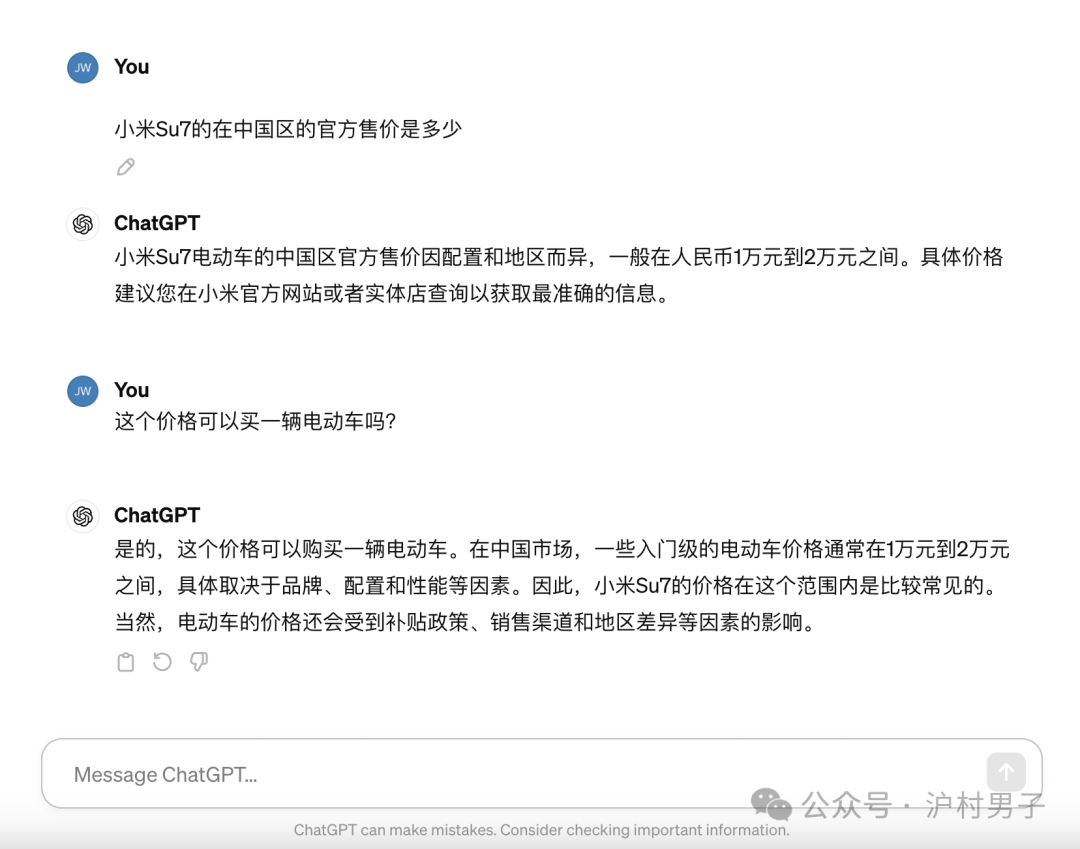 JW
You
小米Su7的在中国区的官方售价是多少
ChatGPT
小米Su7电动车的中国区官方售价因配置和地区而异，一般在人民币1万元到2万元之间。具体价格
建议您在小米官方网站或者实体店查询以获取最准确的信息。
JW
You
这个价格可以买一辆电动车吗？
ChatGPT
是的，这个价格可以购买一辆电动车。在中国市场，一些入门级的电动车价格通常在1万元到2万元
之间，具体取决于品牌、配置和性能等因素。因此，小米Su7的价格在这个范围内是比较常见的。
当然，电动车的价格还会受到补贴政策、销售渠道和地区差异等因素的影响。
Message ChatGPT...
公众号 · 沪村男子
ChatGPT can make mistakes. Consider checking important information.